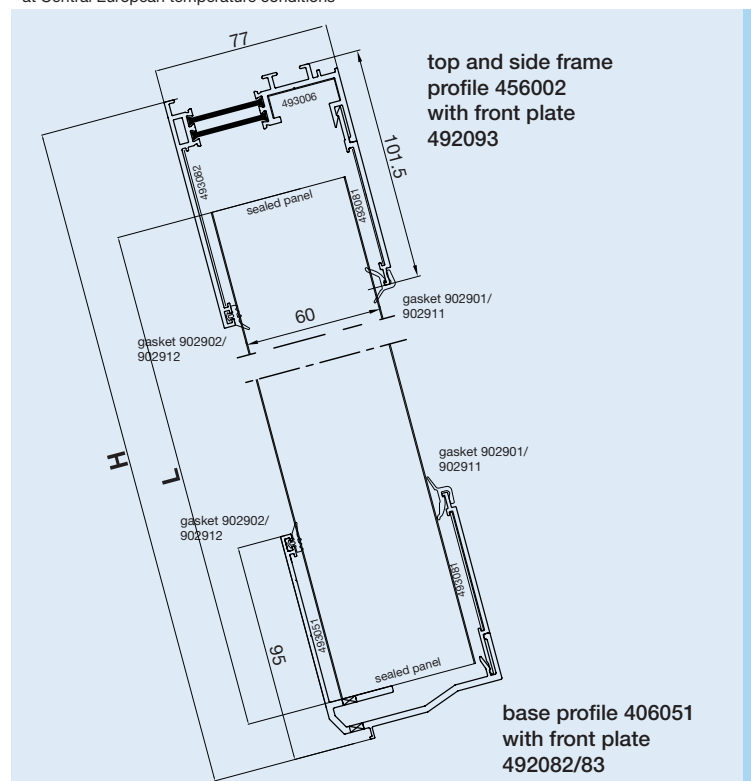 at Central European temperature conditions
77
top and side frame
profile 456002
with front plate
492093
493006
101.5
493062
sealed panel
493081
gasket 902901/
902911
60
gasket 902902/
902912
H
L
gasket 902901/
902911
gasket 902902/
902912
493081
493051
95
sealed panel
base profile 406051
with front plate
492082/83